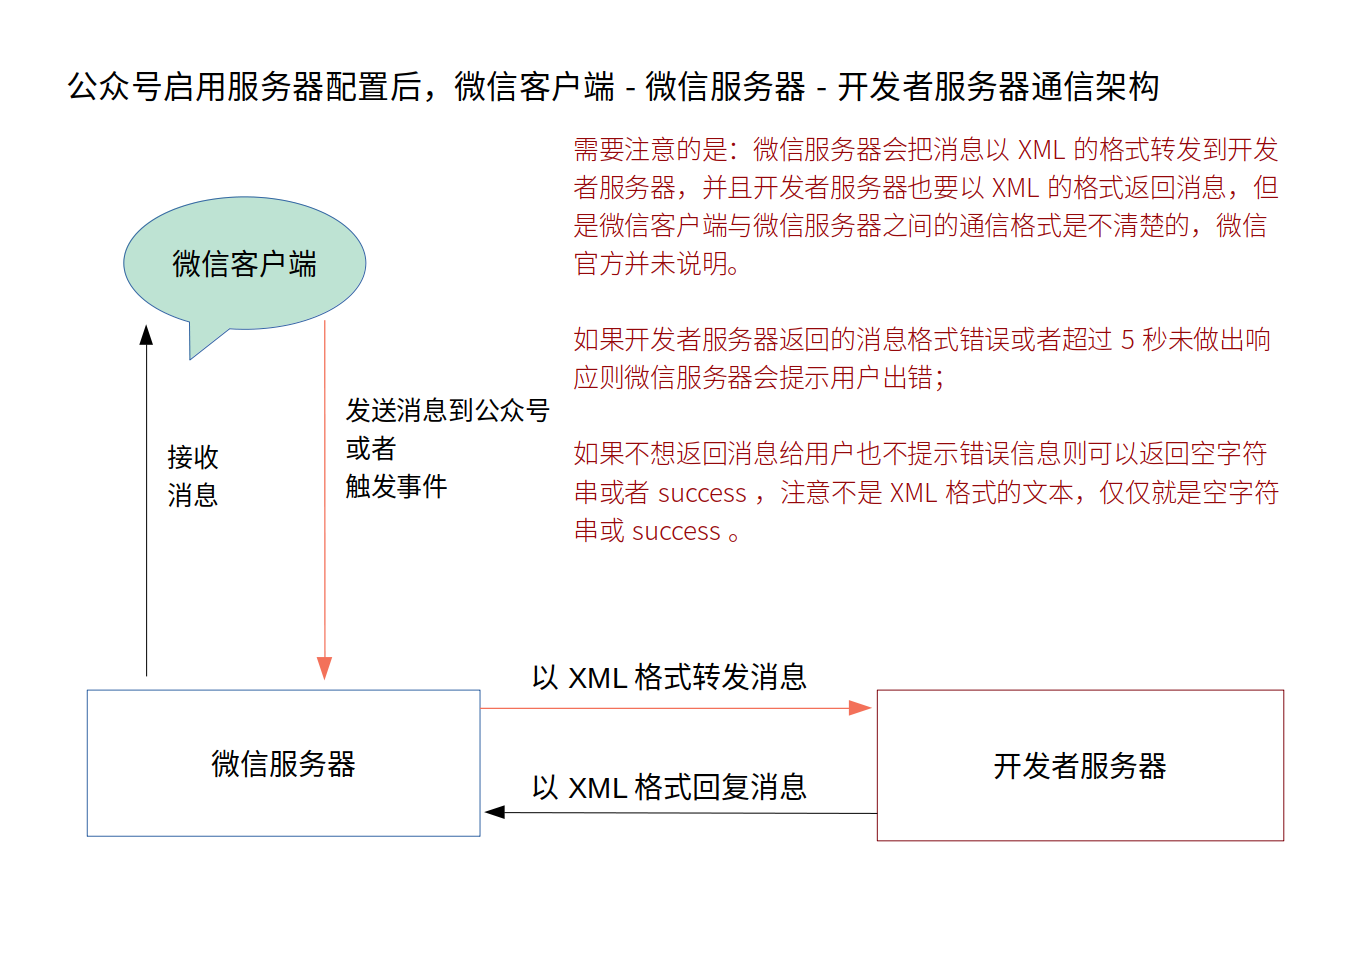 公众号启用服务器配置后，微信客户端 - 微信服务器 - 开发者服务器通信架构
需要注意的是：微信服务器会把消息以 XML 的格式转发到开发
者服务器，并且开发者服务器也要以 XML 的格式返回消息，但
是微信客户端与微信服务器之间的通信格式是不清楚的，微信
官方并未说明。
如果开发者服务器返回的消息格式错误或者超过 5 秒未做出响
应则微信服务器会提示用户出错；
如果不想返回消息给用户也不提示错误信息则可以返回空字符
串或者 success ，注意不是 XML 格式的文本，仅仅就是空字符
串或 success 。
微信客户端
发送消息到公众号
或者
触发事件
接收
消息
以 XML 格式转发消息
微信服务器
开发者服务器
以 XML 格式回复消息